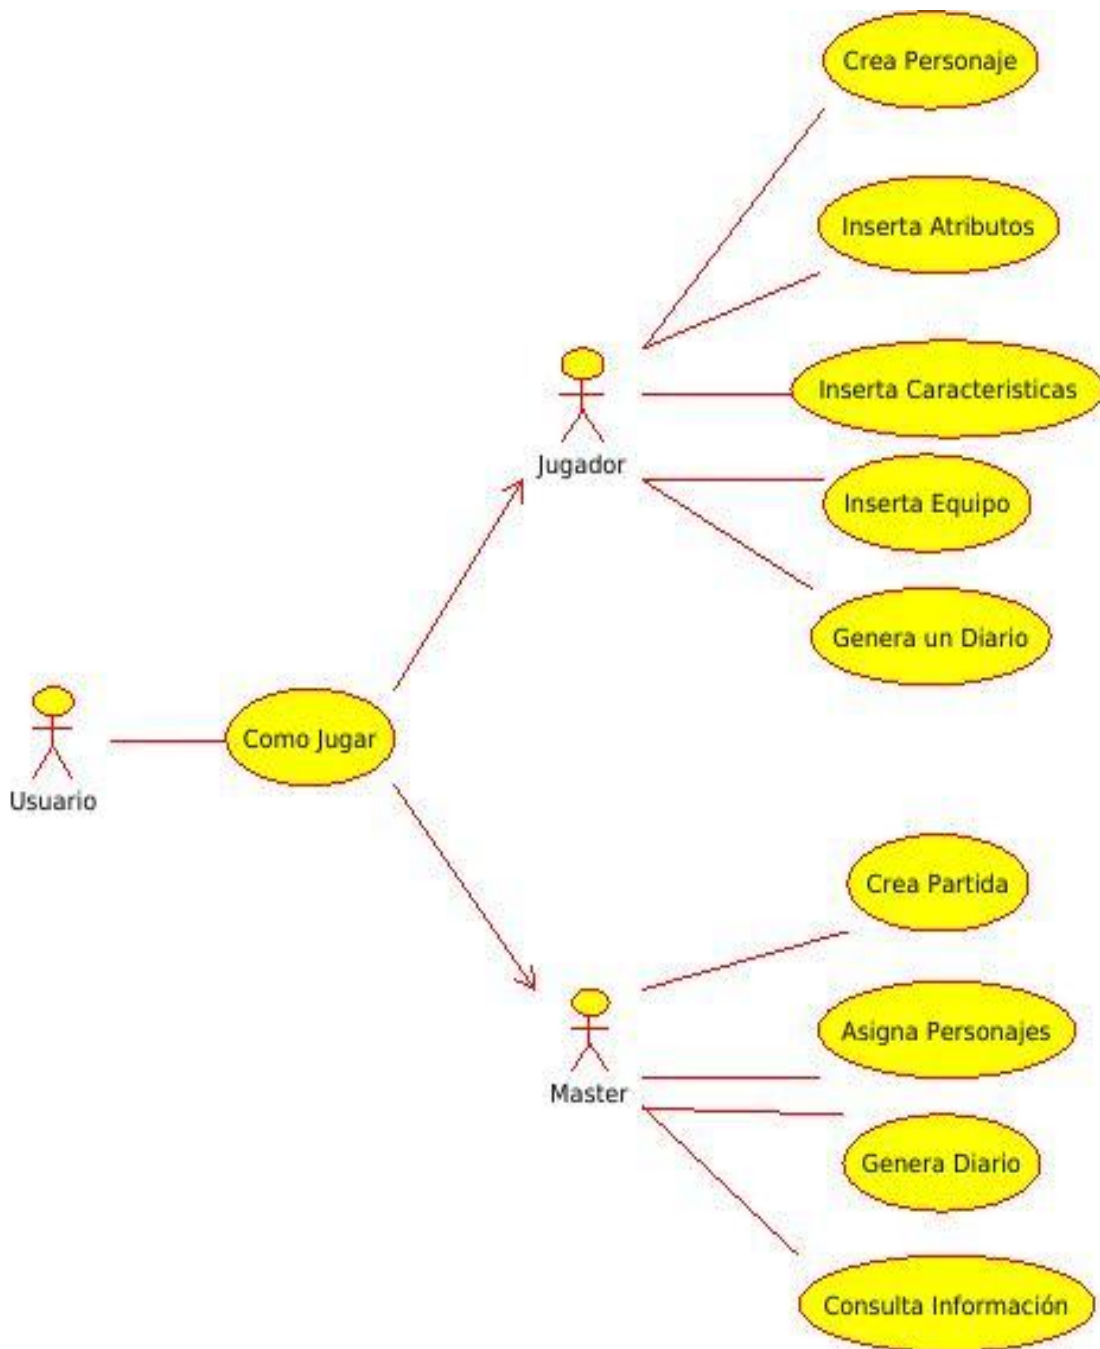 Crea Personaje
Inserta Atributos
Inserta Caracteristicas
Jugador
Inserta Equipo
Genera un Diario
Como Jugar
Usuario
Crea Partida
Asigna Personajes
Master
Genera Diario
Consulta Información